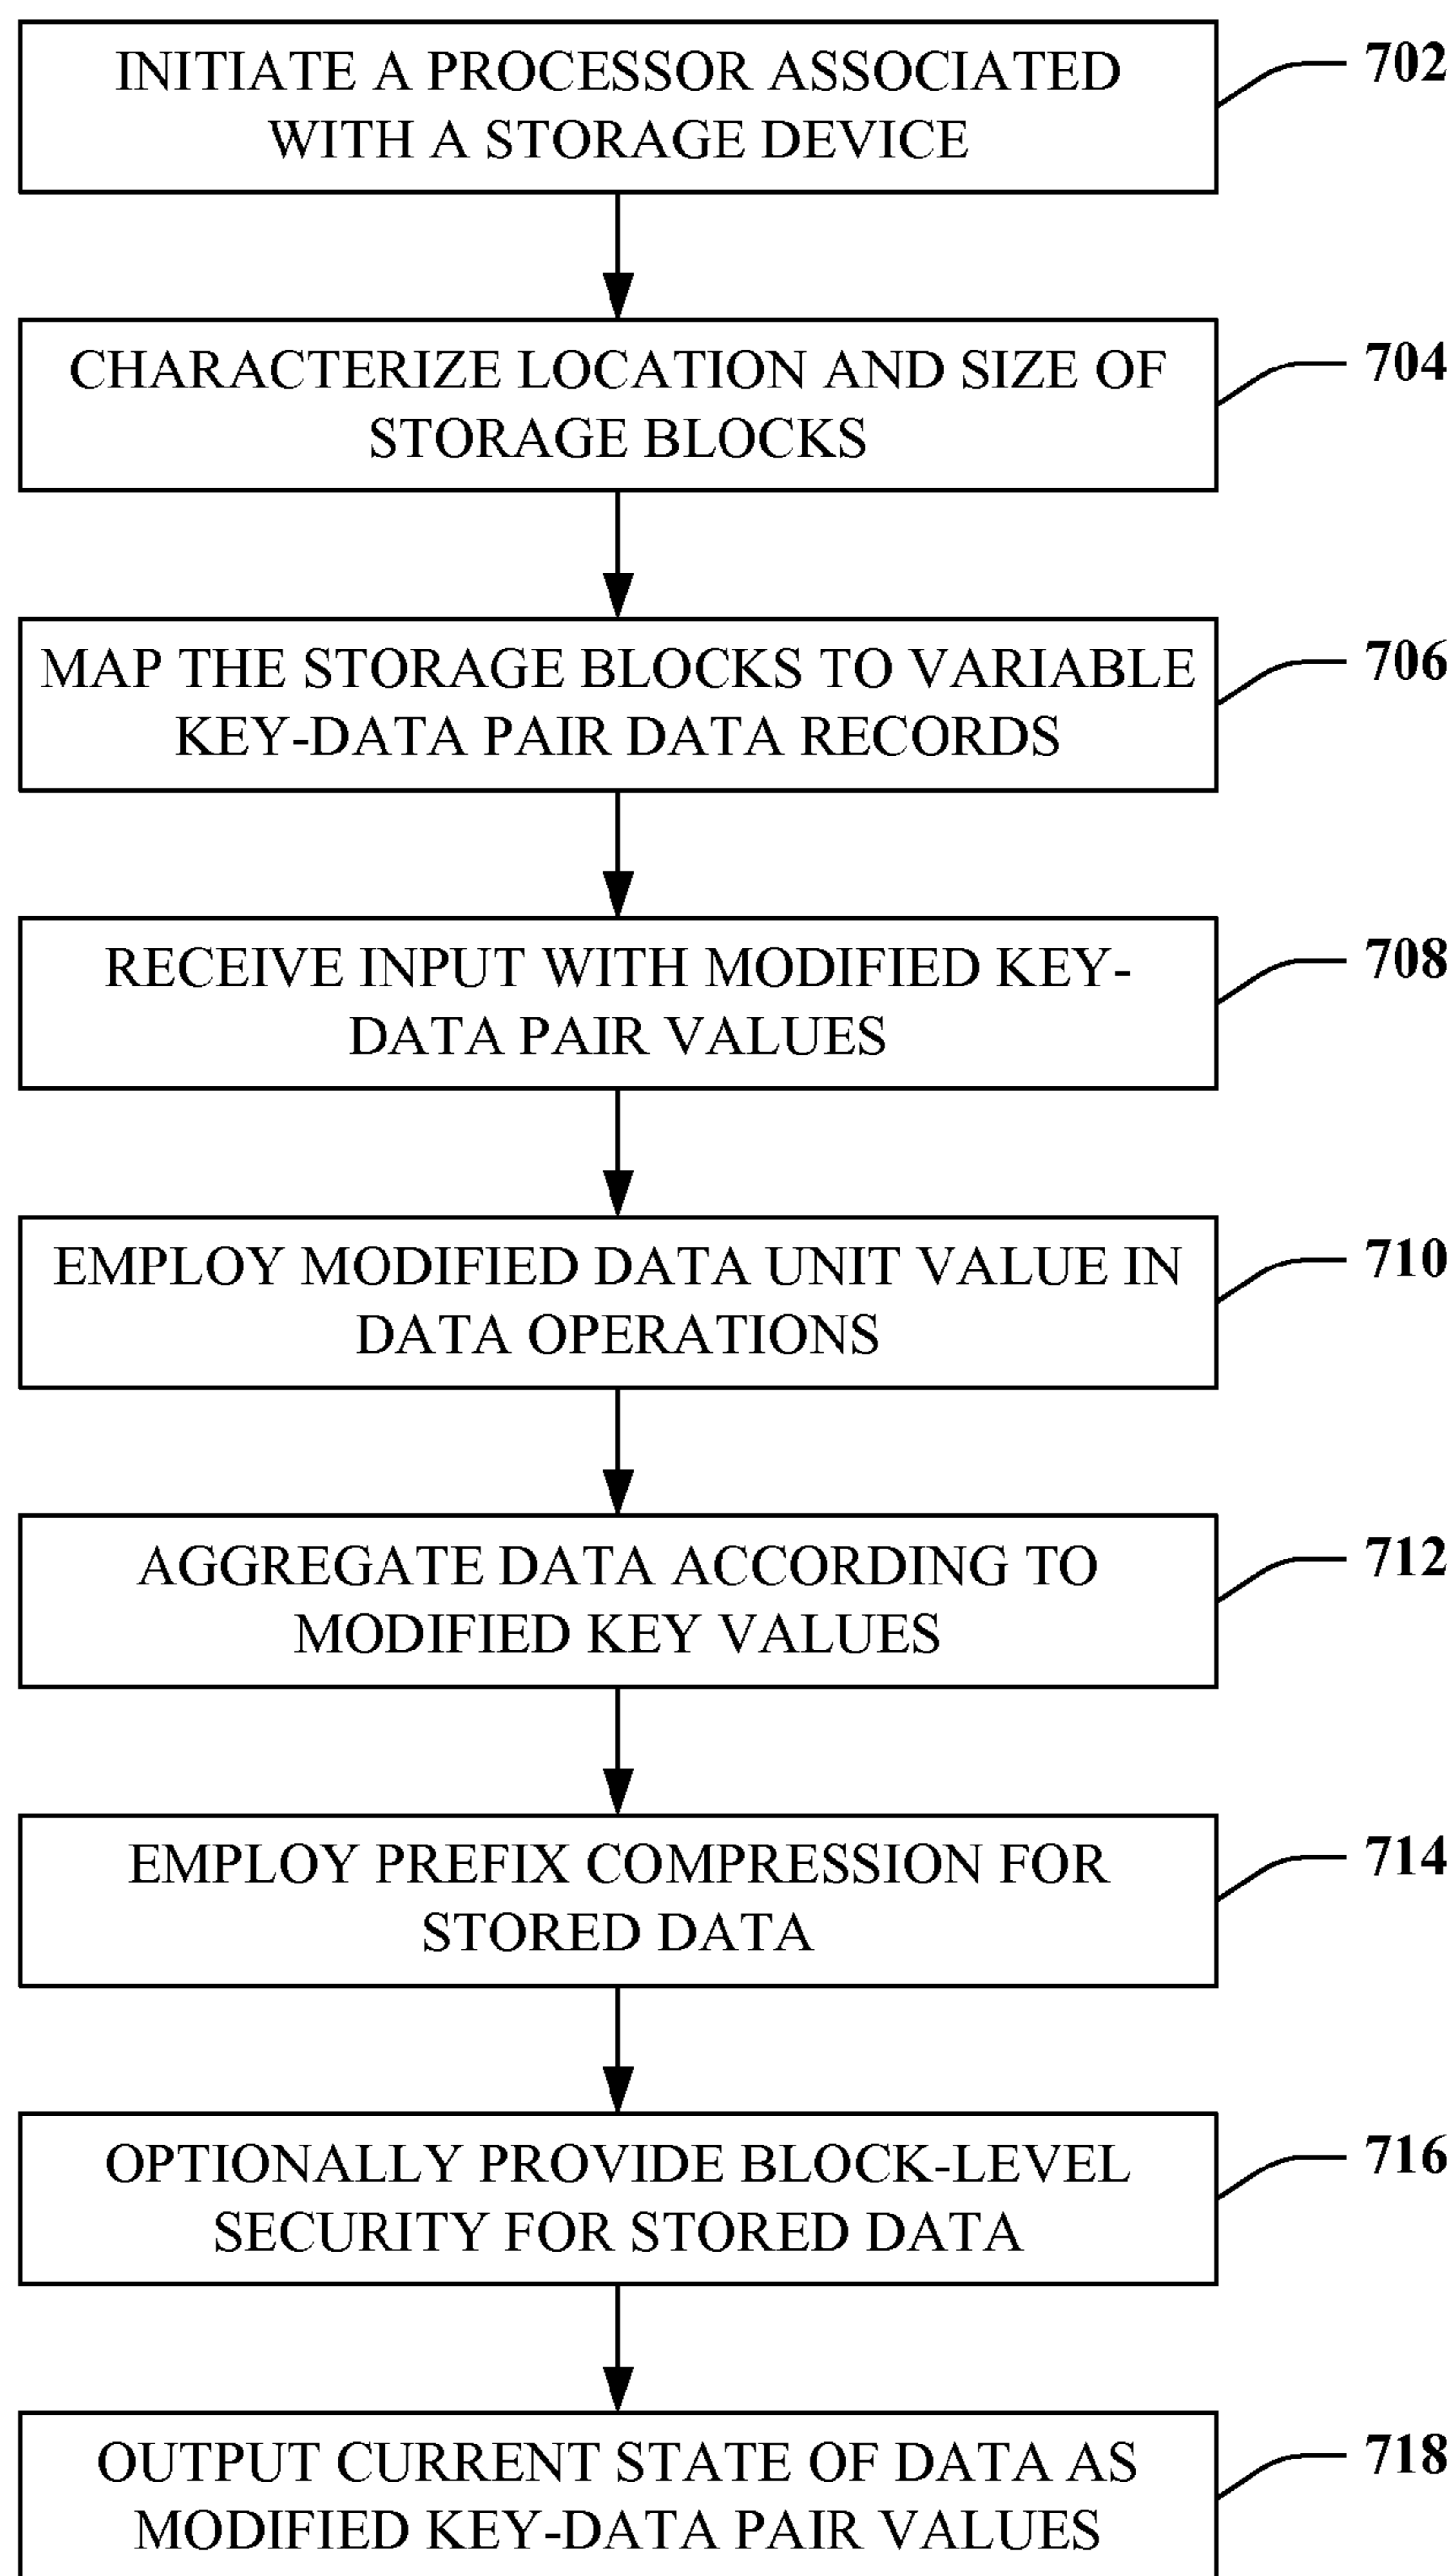 INITIATE A PROCESSOR ASSOCIATED
WITH A STORAGE DEVICE
702
CHARACTERIZE LOCATION AND SIZE OF
STORAGE BLOCKS
704
MAP THE STORAGE BLOCKS TO VARIABLE
KEY-DATA PAIR DATA RECORDS
706
RECEIVE INPUT WITH MODIFIED KEY-
DATA PAIR VALUES
708
EMPLOY MODIFIED DATA UNIT VALUE IN
DATA OPERATIONS
710
AGGREGATE DATA ACCORDING TO
MODIFIED KEY VALUES
712
EMPLOY PREFIX COMPRESSION FOR
STORED DATA
714
OPTIONALLY PROVIDE BLOCK-LEVEL
SECURITY FOR STORED DATA
716
OUTPUT CURRENT STATE OF DATA AS
MODIFIED KEY-DATA PAIR VALUES
718